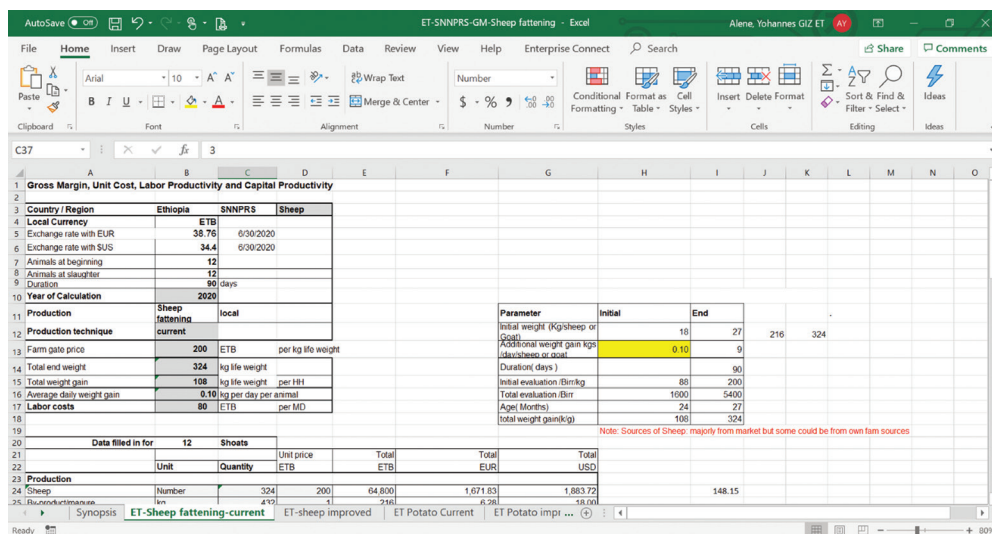 AutoSave Off ET-SNNPRS-GM-Sheep fattening - Excel Alene, Yohannes GIZ ET AY
File Home Insert Draw Page Layout Formulas Data Review View Help Enterprise Connect Search Share Comments
Arial 10 Wrap Text Number
Paste B I U Merge & Center $ % Conditional Formatting Format as Table Cell Styles Insert Delete Format Sort & Filter Find & Select Ideas
Clipboard Font Alignment Number Styles Cells Editing Ideas
C37 fx 3
A B C D E F G H I J K L M N O
1 Gross Margin, Unit Cost, Labor Productivity and Capital Productivity
2
3 Country / Region Ethiopia SNNPRS Sheep
4 Local Currency ETB
5 Exchange rate with EUR 38.76 6/30/2020
6 Exchange rate with $US 34.4 6/30/2020
7 Animals at beginning 12
8 Animals at slaughter 12
9 Duration 90 days
10 Year of Calculation 2020
11 Production Sheep fattening local Parameter Initial End
12 Production technique current Initial weight (Kg/sheep or Goat) 18 27 216 324
13 Farm gate price 200 ETB per kg life weight Additional weight gain kgs /day/sheep or goat 0.10 9
14 Total end weight 324 kg life weight Duration( days ) 90
15 Total weight gain 108 kg life weight per HH Initial evaluation /Birr/kg 88 200
16 Average daily weight gain 0.10 kg per day per animal Total evaluation /Birr 1600 5400
17 Labor costs 80 ETB per MD Age( Months) 24 27
18 total weight gain(k/g) 108 324
19 Note: Sources of Sheep: majorly from market but some could be from own fam sources
20 Data filled in for 12 Shoats
21 Unit price Total Total Total
22 Unit Quantity ETB ETB EUR USD
23 Production
24 Sheep Number 324 200 64,800 1,671.83 1,883.72 148.15
25 By-product/manure kg 432 1 216 6.28 18.00
Synopsis ET-Sheep fattening-current ET-sheep improved ET Potato Current ET Potato impr ...
Ready 80%